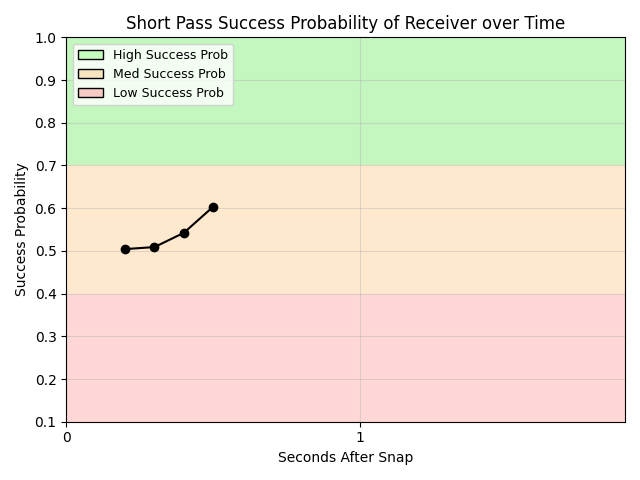 Short Pass Success Probability of Receiver over Time
1.0
0.9
0.8
0.7
0.6
0.5
0.4
0.3
0.2
0.1
Success Probability
High Success Prob
Med Success Prob
Low Success Prob
0
1
Seconds After Snap